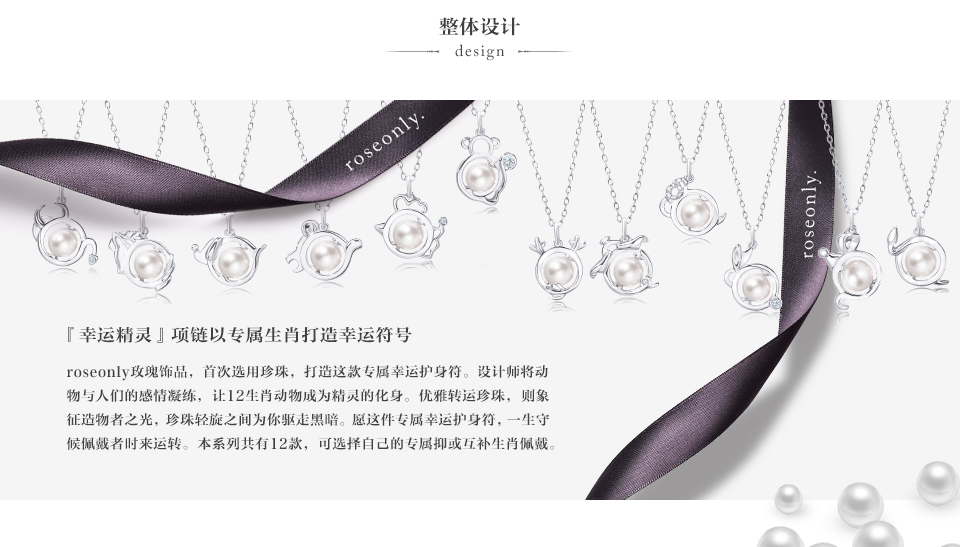 整体设计
design
roseonly.
roseonly.
『幸运精灵』项链以专属生肖打造幸运符号
roseonly玫瑰饰品，首次选用珍珠，打造这款专属幸运护身符。设计师将动
物与人们的感情凝练，让12生肖动物成为精灵的化身。优雅转运珍珠，则象
征造物者之光，珍珠轻旋之间为你驱走黑暗。愿这件专属幸运护身符，一生守
候佩戴者时来运转。本系列共有12款，可选择自己的专属抑或互补生肖佩戴。